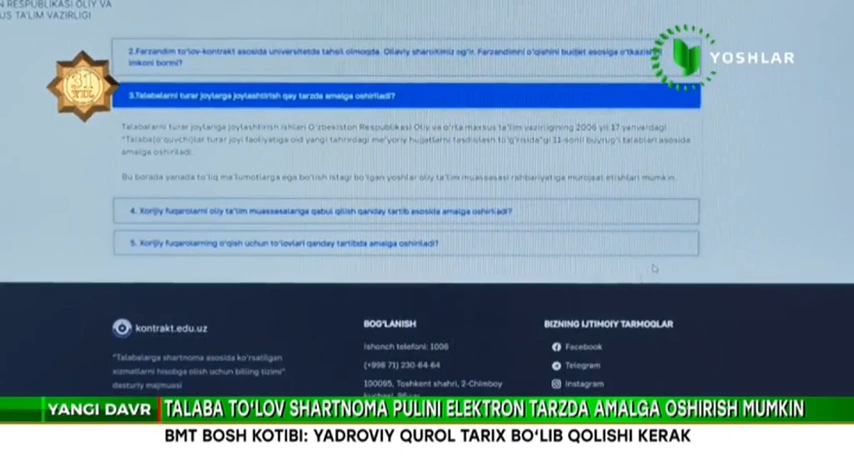 N RESPUBLIKASI OLIY VA
US TA'LIM VAZIRLIGI
2.Farzandim to'lov-kontrakt asosida universitetda tahsil olmoqda. Oilaviy sharoitimiz og'ir. Farzandimni o'qishini budjet asosiga o'tkazish
imkoni bormi?
31
YIL
YOSHLAR
3.Talabalarni turar joylarga joylashtirish qay tarzda amalga oshiriladi?
Talabalarni turar joylariga joylashtirish ishlari O'zbekiston Respublikasi Oliy va o'rta maxsus ta'lim vazirligining 2006 yil 17 yanvardagi
"Talaba(o'quvchi)lar turar joyi faoliyatiga oid yangi tahrirdagi me'yoriy hujjatlarni tasdiqlash to'g'risida"gi 11-sonli buyrug'i talablari asosida
amalga oshiriladi.
Bu borada yanada to'liq ma'lumotlarga ega bo'lish istagi bo'lgan yoshlar oliy ta'lim muassasasi rahbariyatiga murojaat etishlari mumkin.
4. Xorijiy fuqarolarni oliy ta'lim muassasalariga qabul qilish qanday tartib asosida amalga oshiriladi?
5. Xorijiy fuqarolarning o'qish uchun to'lovlari qanday tartibda amalga oshiriladi?
kontrakt.edu.uz
"Talabalarga shartnoma asosida ko'rsatilgan
xizmatlarni hisobga olish uchun billing tizimi"
dasturiy majmuasi
BOG'LANISH
Ishonch telefoni: 1006
(+998 71) 230-64-64
100095, Toshkent shahri, 2-Chimboy
BIZNING IJTIMOIY TARMOQLAR
Facebook
Telegram
Instagram
YANGI DAVR
TALABA TO‘LOV SHARTNOMA PULINI ELEKTRON TARZDA AMALGA OSHIRISH MUMKIN
BMT BOSH KOTIBI: YADROVIY QUROL TARIX BO‘LIB QOLISHI KERAK